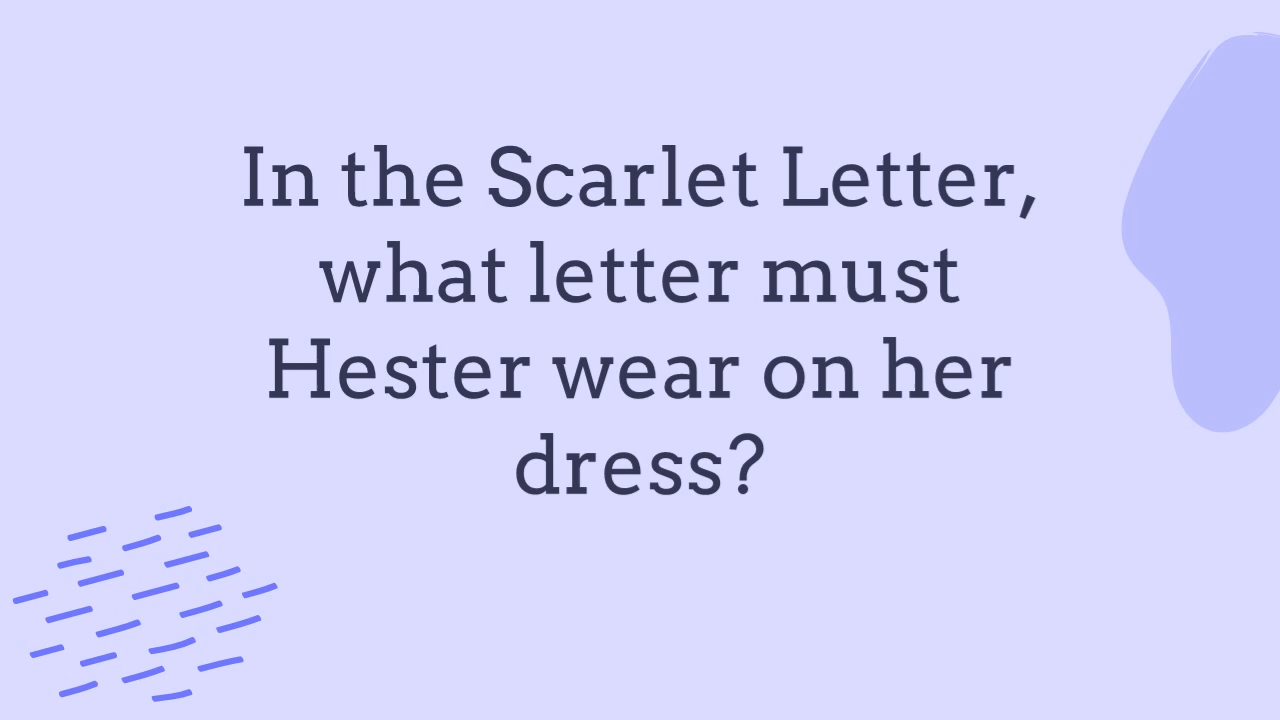 In the Scarlet Letter,
what letter must
Hester wear on her
dress?